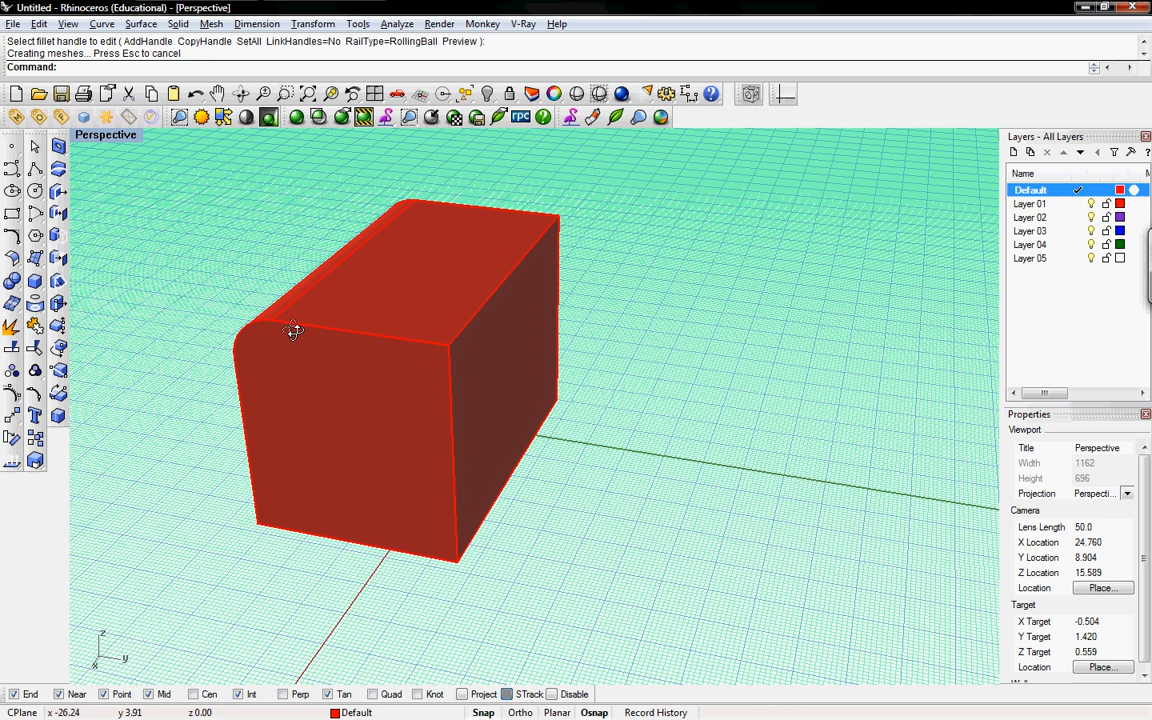 Untitled - Rhinoceros (Educational) - [Perspective]
File Edit View Curve Surface Solid Mesh Dimension Transform Tools Analyze Render Monkey V-Ray Help
Select fillet handle to edit ( AddHandle CopyHandle SetAll LinkHandles=No RailType=RollingBall Preview ):
Creating meshes... Press Esc to cancel
Command:
rpc
Perspective
Layers - All Layers
Name
Default
Layer 01
Layer 02
Layer 03
Layer 04
Layer 05
Properties
Viewport
Title Perspective
Width 1162
Height 696
Projection Perspecti...
Camera
Lens Length 50.0
X Location 24.760
Y Location 8.904
Z Location 15.589
Location Place...
Target
X Target -0.504
Y Target 1.420
Z Target 0.559
Location Place...
z
x y
End Near Point Mid Cen Int Perp Tan Quad Knot Project STrack Disable
CPlane x -26.24 y 3.91 z 0.00 Default Snap Ortho Planar Osnap Record History